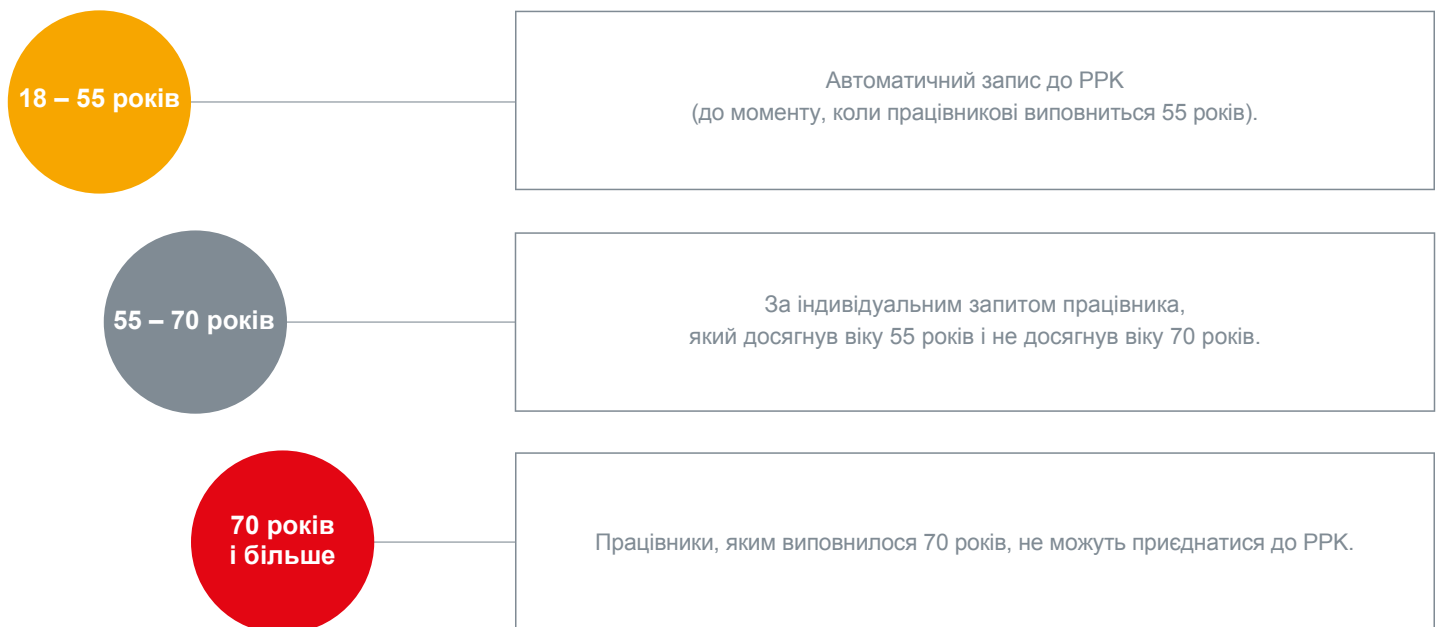 18 – 55 років
Автоматичний запис до PPK
(до моменту, коли працівникові виповниться 55 років).
55 – 70 років
За індивідуальним запитом працівника,
який досягнув віку 55 років і не досягнув віку 70 років.
70 років
і більше
Працівники, яким виповнилося 70 років, не можуть приєднатися до PPK.